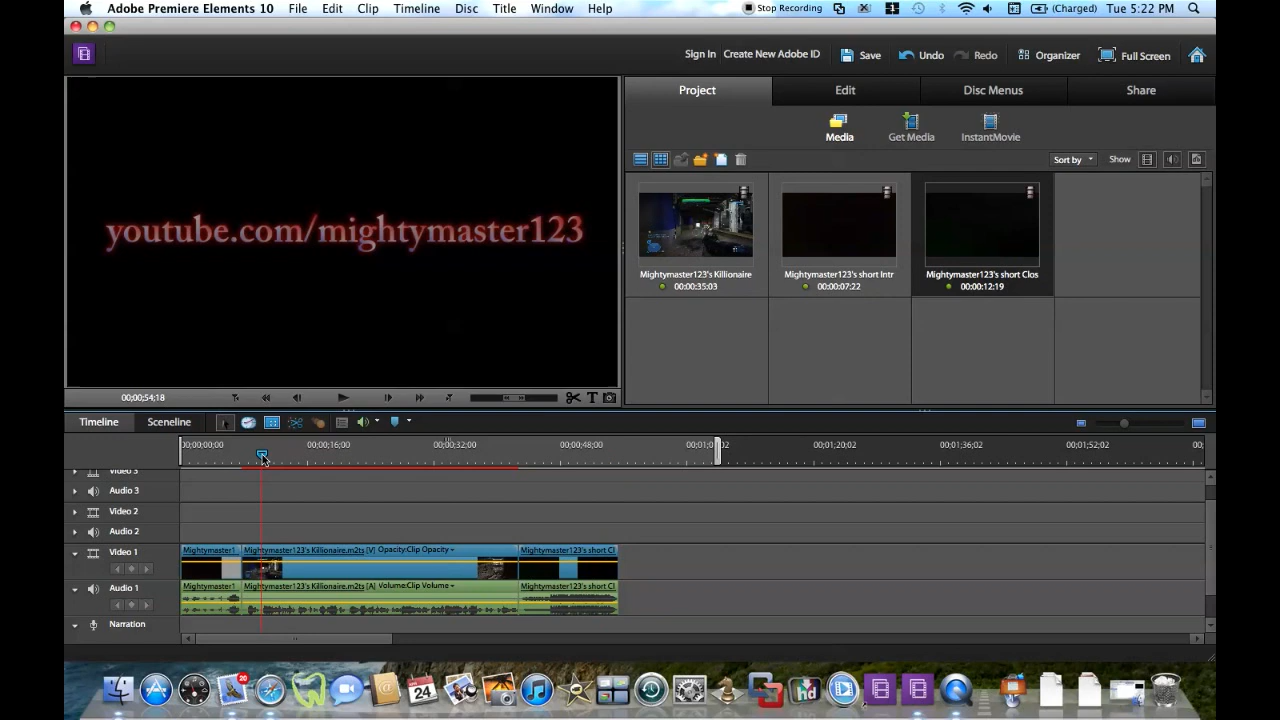 Adobe Premiere Elements 10 File Edit Clip Timeline Disc Title Window Help Stop Recording (Charged) Tue 5:22 PM
Sign In Create New Adobe ID Save Undo Redo Organizer Full Screen
Project Edit Disc Menus Share
Media Get Media InstantMovie
Sort by Show
youtube.com/mightymaster123
Mightymaster123's Killionaire Mightymaster123's short Intr Mightymaster123's short Clos
00:00:35:03 00:00:07:22 00:00:12:19
00;00;54;18
Timeline Sceneline
00;00;00;00 00;00;16;00 00;00;32;00 00;00;48;00 00;01;20;02 00;01;36;02 00;01;52;02
Video 3
Audio 3
Video 2
Audio 2
Video 1 Mightymaster1 Mightymaster123's Killionaire.m2ts [V] Opacity:Clip Opacity Mightymaster123's short Cl
Audio 1 Mightymaster1 Mightymaster123's Killionaire.m2ts [A] Volume:Clip Volume Mightymaster123's short Cl
Narration
20
24
hd